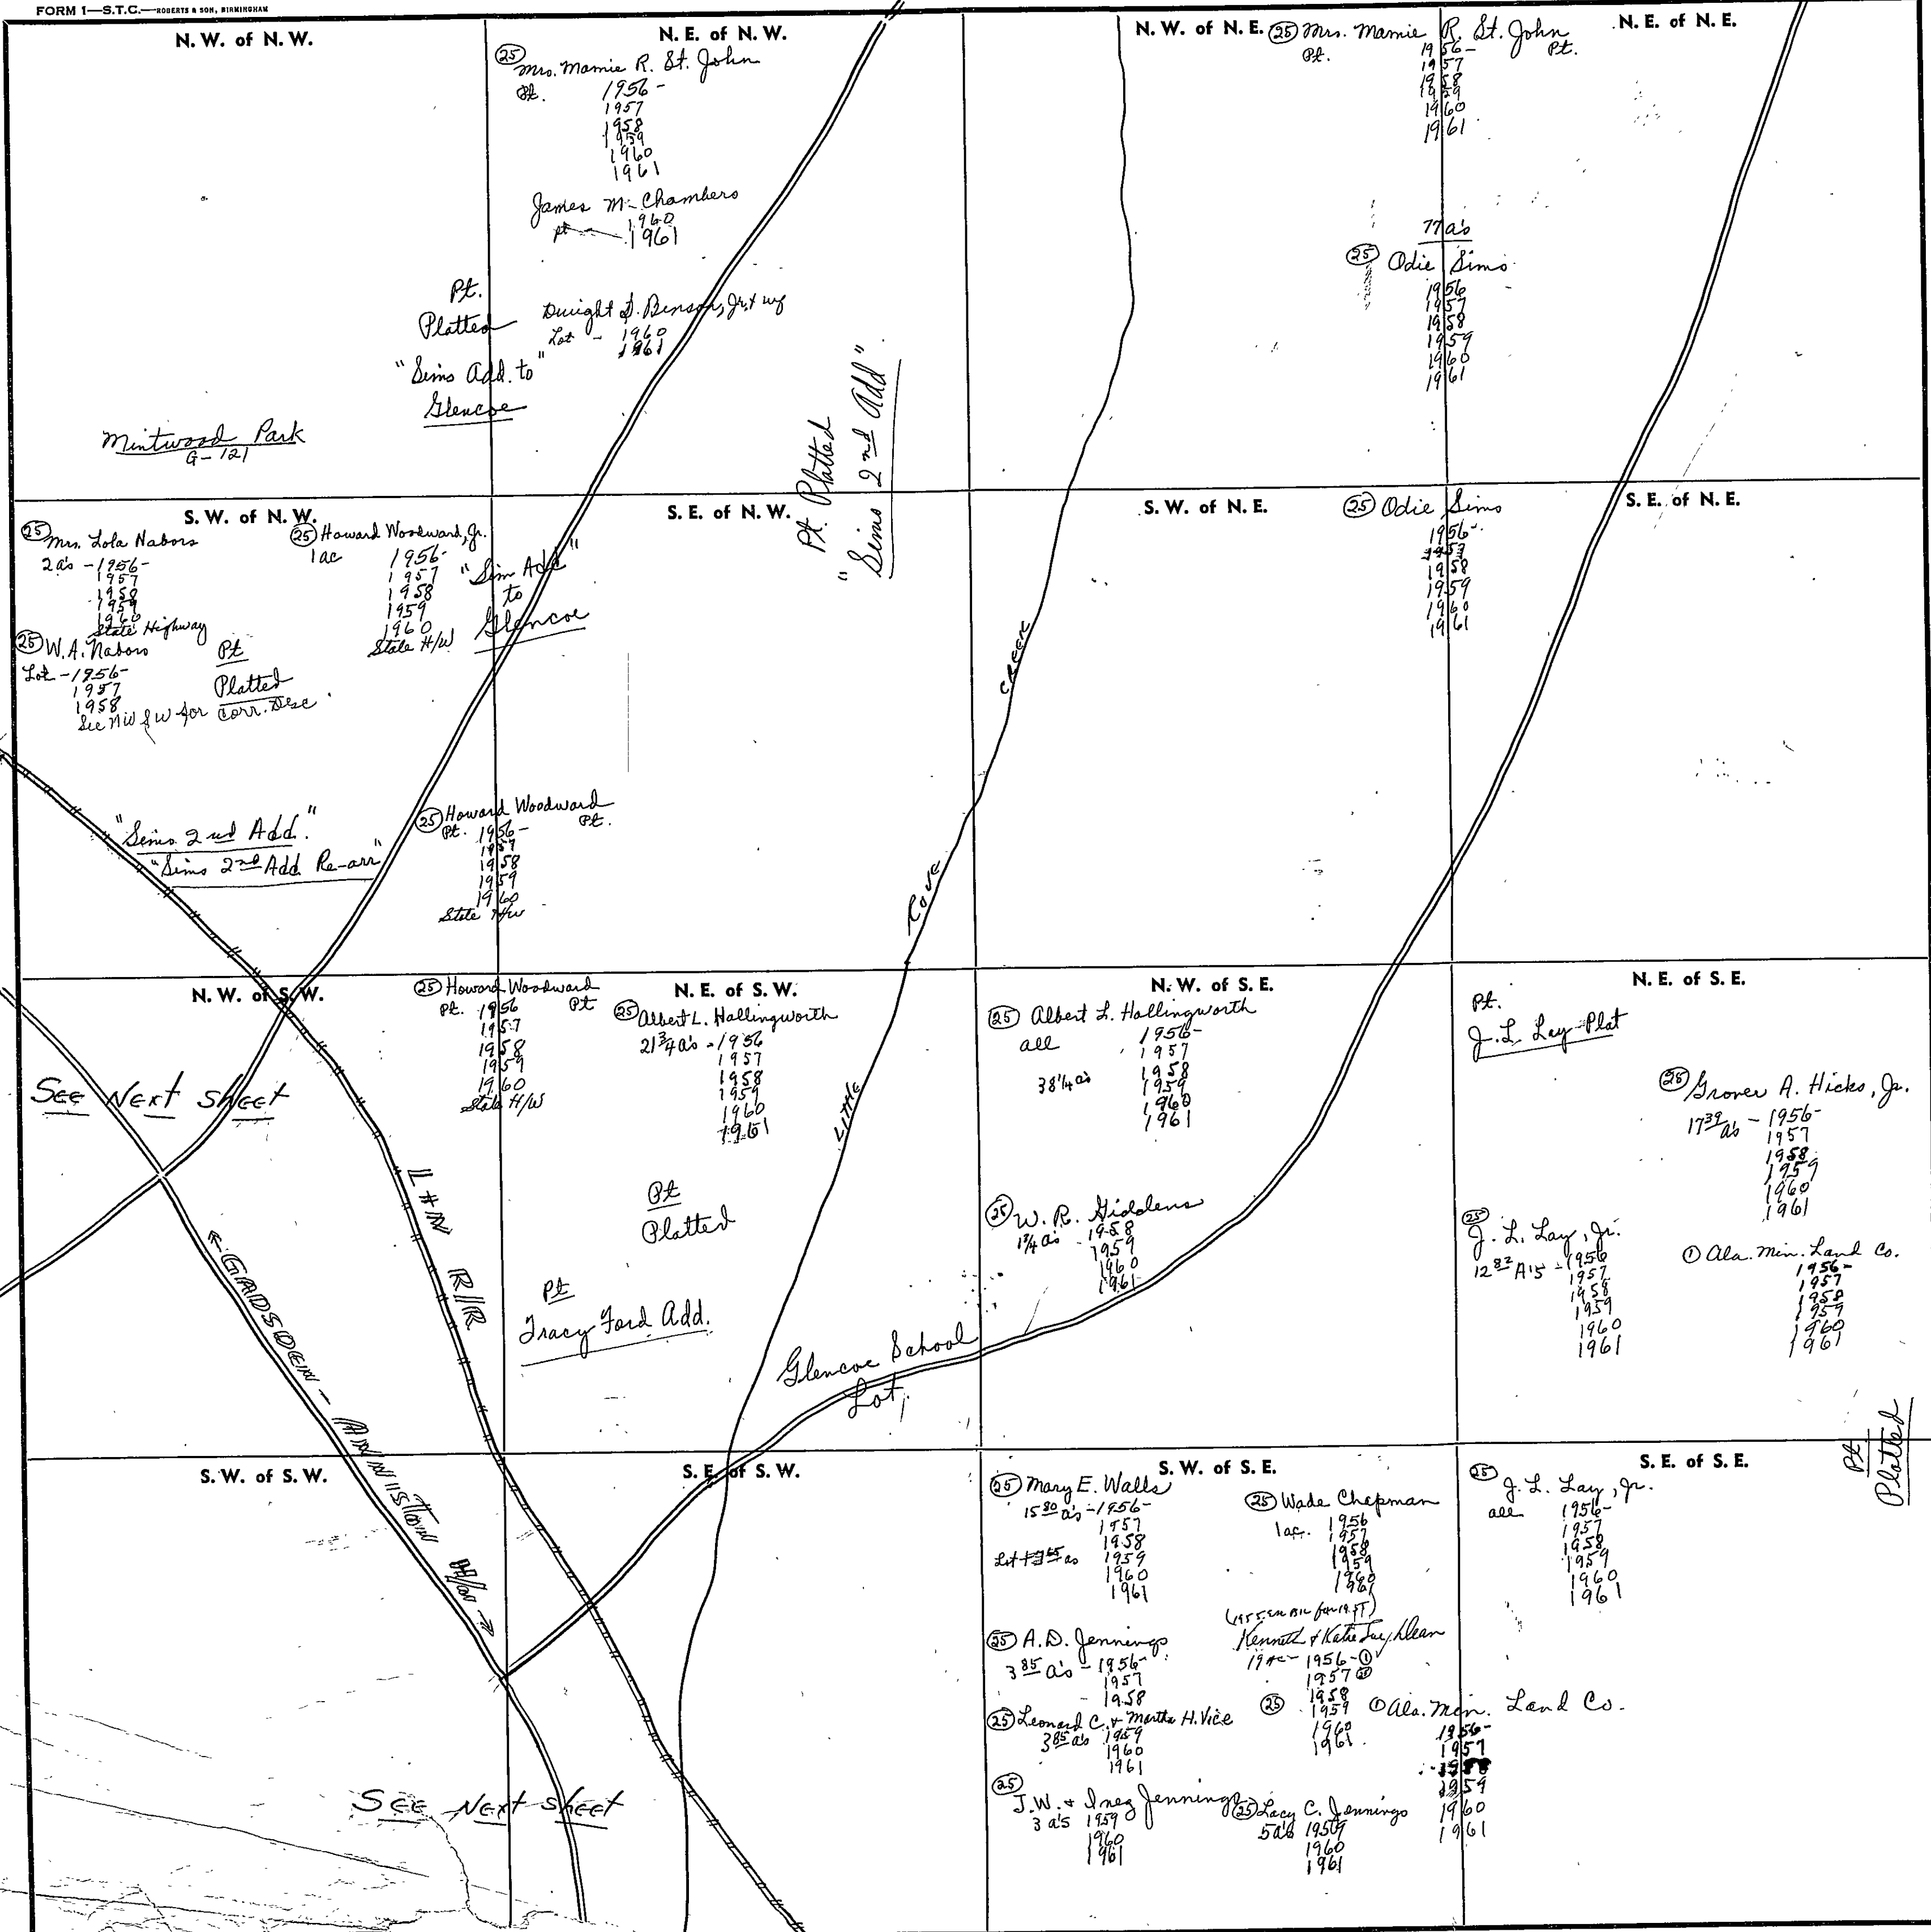 FORM 1—S.T.C.—ROBERTS & SON, BIRMINGHAM
N. W. of N. W.
Mintwood Park
G-121
N. E. of N. W.
(25) Mrs. Mamie R. St. John
Pt. 1956-
1957
1958
1959
1960
1961
James M. Chambers
pt 1960
1961
Pt.
Platted
"Sims Add. to"
Glencoe
Dwight D. Benson, Jr. + wf
Lot - 1960
1961
Pt. Platted
"Sims 2nd Add"
N. W. of N. E.
(25) Mrs. Mamie R. St. John
Pt. Pt.
1956-
1957
1958
1959
1960
1961
77 a's
(25) Odie Sims
1956
1957
1958
1959
1960
1961
N. E. of N. E.
S. W. of N. W.
(25) Mrs. Lola Nabors
2 a's - 1956-
1957
1958
1959
1960
State Highway
(25) W. A. Nabors
Lot - 1956-
1957
1958
See NW SW for Corr. Desc
Pt
Platted
(25) Howard Woodward, Jr.
1 ac 1956-
1957
1958
1959
1960
State H/W
"Sim Add"
to
Glencoe
"Sims 2nd Add."
"Sims 2nd Add Re-arr"
(25) Howard Woodward
Pt. 1956- Pt.
1957
1958
1959
1960
State H/W
S. E. of N. W.
S. W. of N. E.
(25) Odie Sims
1956-
1957
1958
1959
1960
1961
S. E. of N. E.
Cove Creek
N. W. of S. W.
See Next Sheet
(25) Howard Woodward
Pt. 1956 Pt
1957
1958
1959
1960
State H/W
N. E. of S. W.
(25) Albert L. Hollingworth
21 3/4 a's - 1956
1957
1958
1959
1960
1961
Pt
Platted
Pt
Tracy Ford Add.
Glencoe School
Lot
L + N R/R
← GADSDEN - ANNISTON H/W →
N. W. of S. E.
(25) Albert L. Hollingworth
all 1956-
1957
38 1/4 a's 1958
1959
1960
1961
(25) W. R. Giddens
1 3/4 a's - 1958
1959
1960
1961
N. E. of S. E.
Pt.
J. L. Lay Plat
(25) Grover A. Hicks, Jr.
17 39 a's - 1956-
1957
1958
1959
1960
1961
(25) J. L. Lay, Jr.
12 82 A's - 1956
1957
1958
1959
1960
1961
(1) Ala. Min. Land Co.
1956-
1957
1958
1959
1960
1961
Pt
Platted
S. W. of S. W.
See Next Sheet
S. E. of S. W.
S. W. of S. E.
(25) Mary E. Walls
15 80 a's - 1956-
1957
1958
1959
1960
1961
(25) Wade Chapman
1 ac. 1956
1957
1958
1959
1960
1961
(25) A. D. Jennings
3 85 a's - 1956-
1957
1958
Kenneth & Katie Dean
19 ac - 1956 - (1)
1957 (25)
(25) 1958
1959
1960
1961
(25) Leonard C. + Martha H. Vice
3 85 a's 1959
1960
1961
(25) J. W. + Inez Jennings
3 a's 1959
1960
1961
(25) Lacy C. Jennings
5 a's 1959
1960
1961
(1) Ala. Min. Land Co.
1956-
1957
1958
1959
1960
1961
S. E. of S. E.
(25) J. L. Lay, Jr.
all 1956-
1957
1958
1959
1960
1961